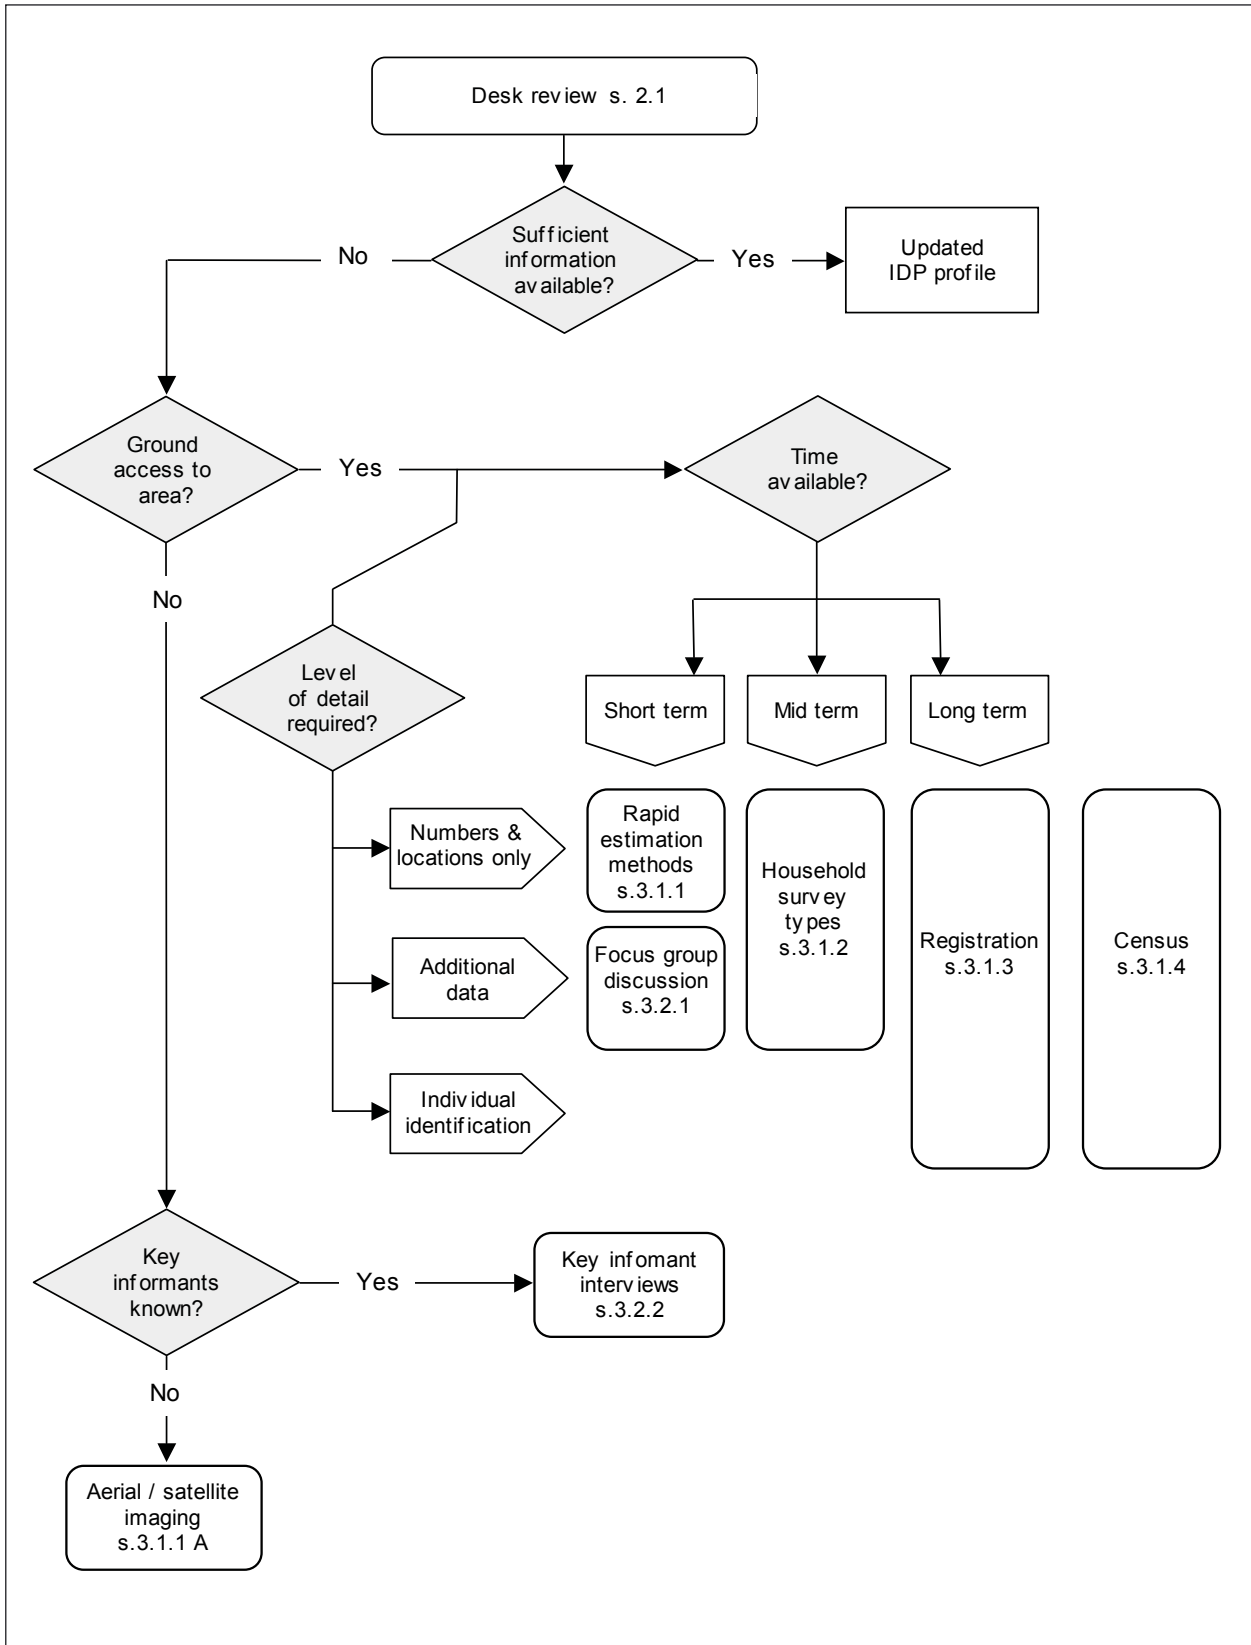 Desk review s. 2.1
Sufficient
information
available?
No
Yes
Updated
IDP profile
Ground
access to
area?
Yes
Time
available?
No
Level
of detail
required?
Short term
Mid term
Long term
Numbers &
locations only
Rapid
estimation
methods
s.3.1.1
Household
survey
types
s.3.1.2
Registration
s.3.1.3
Census
s.3.1.4
Additional
data
Focus group
discussion
s.3.2.1
Individual
identification
Key
informants
known?
Yes
Key infomant
interviews
s.3.2.2
No
Aerial / satellite
imaging
s.3.1.1 A